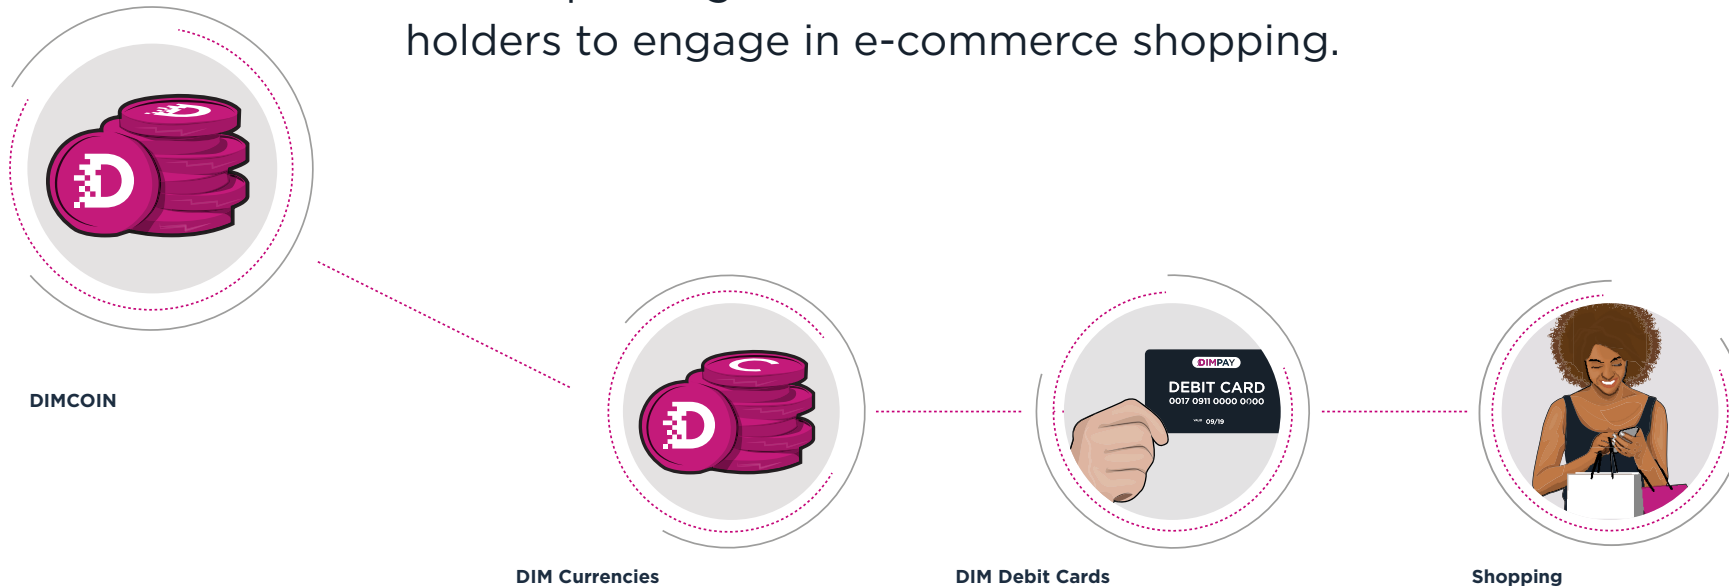 holders to engage in e-commerce shopping.
DIMCOIN
DIMPAY
DEBIT CARD
0017 0911 0000 0000
09/19
DIM Currencies
DIM Debit Cards
Shopping